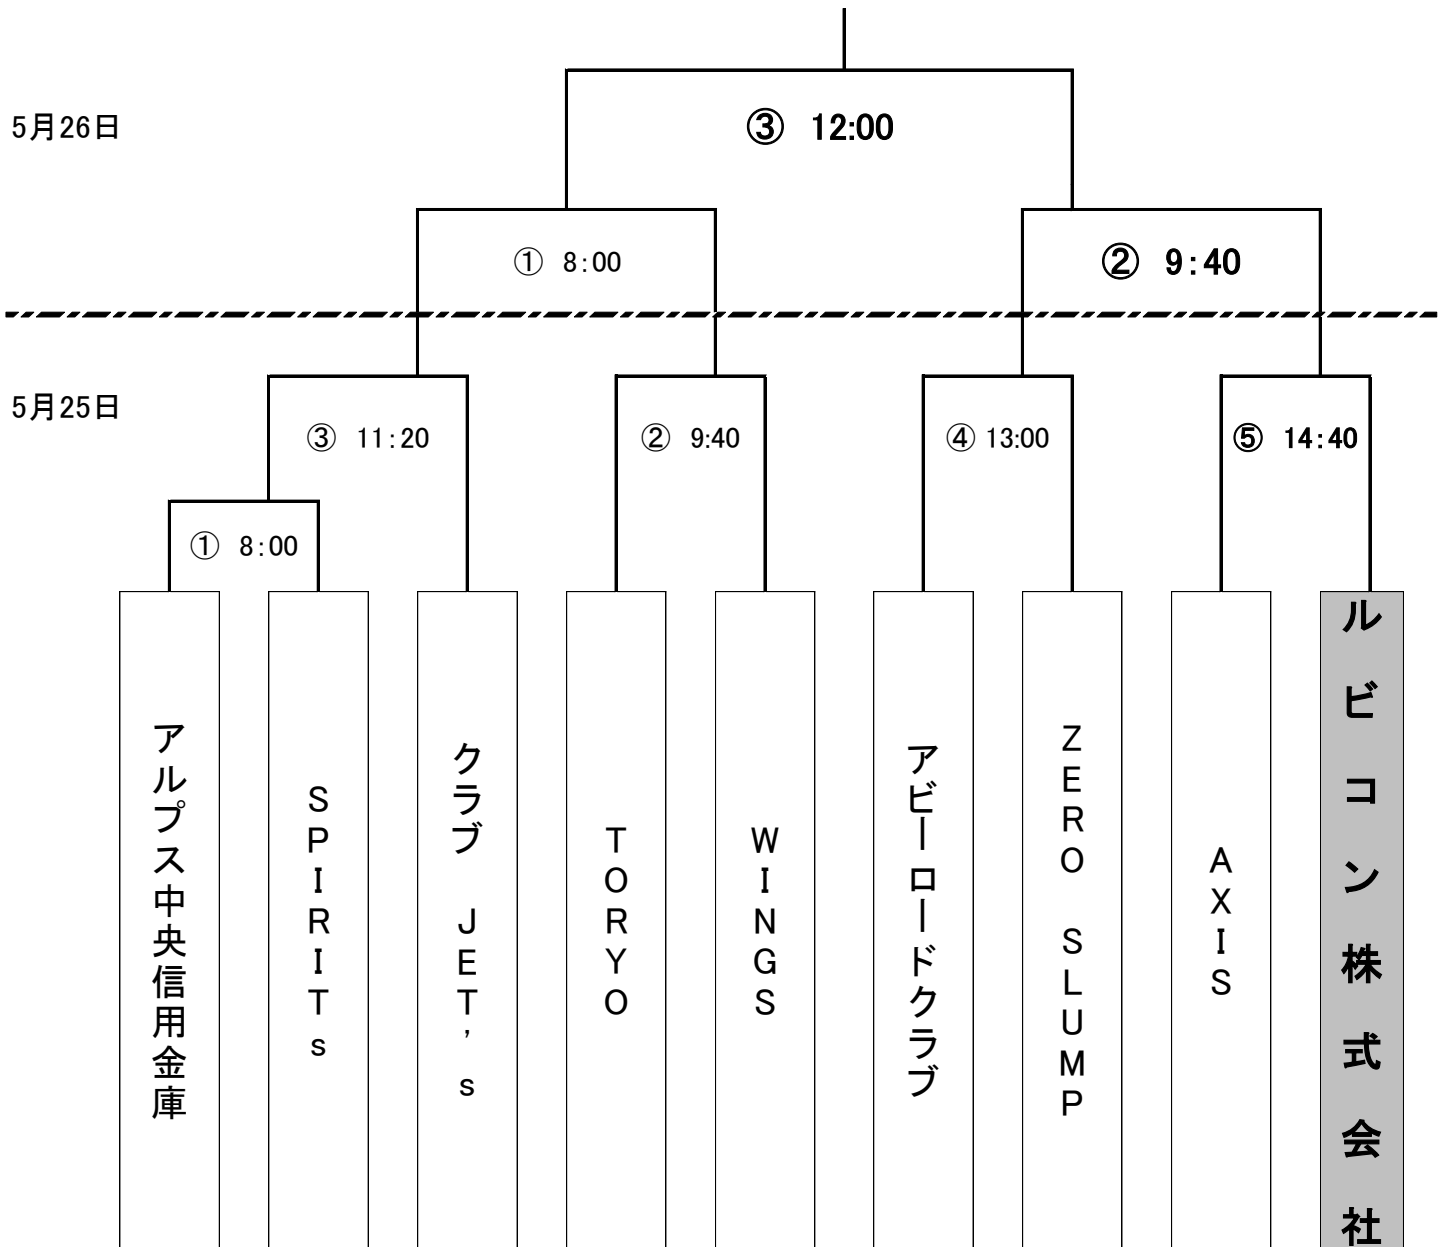 5月26日
③ 12:00
① 8:00
② 9:40
5月25日
③ 11:20
② 9:40
④ 13:00
⑤ 14:40
① 8:00
アルプス中央信用金庫
SPIRITs
クラブ JET's
TORYO
WINGS
アビーロードクラブ
ZERO SLUMP
AXIS
ルビコン株式会社